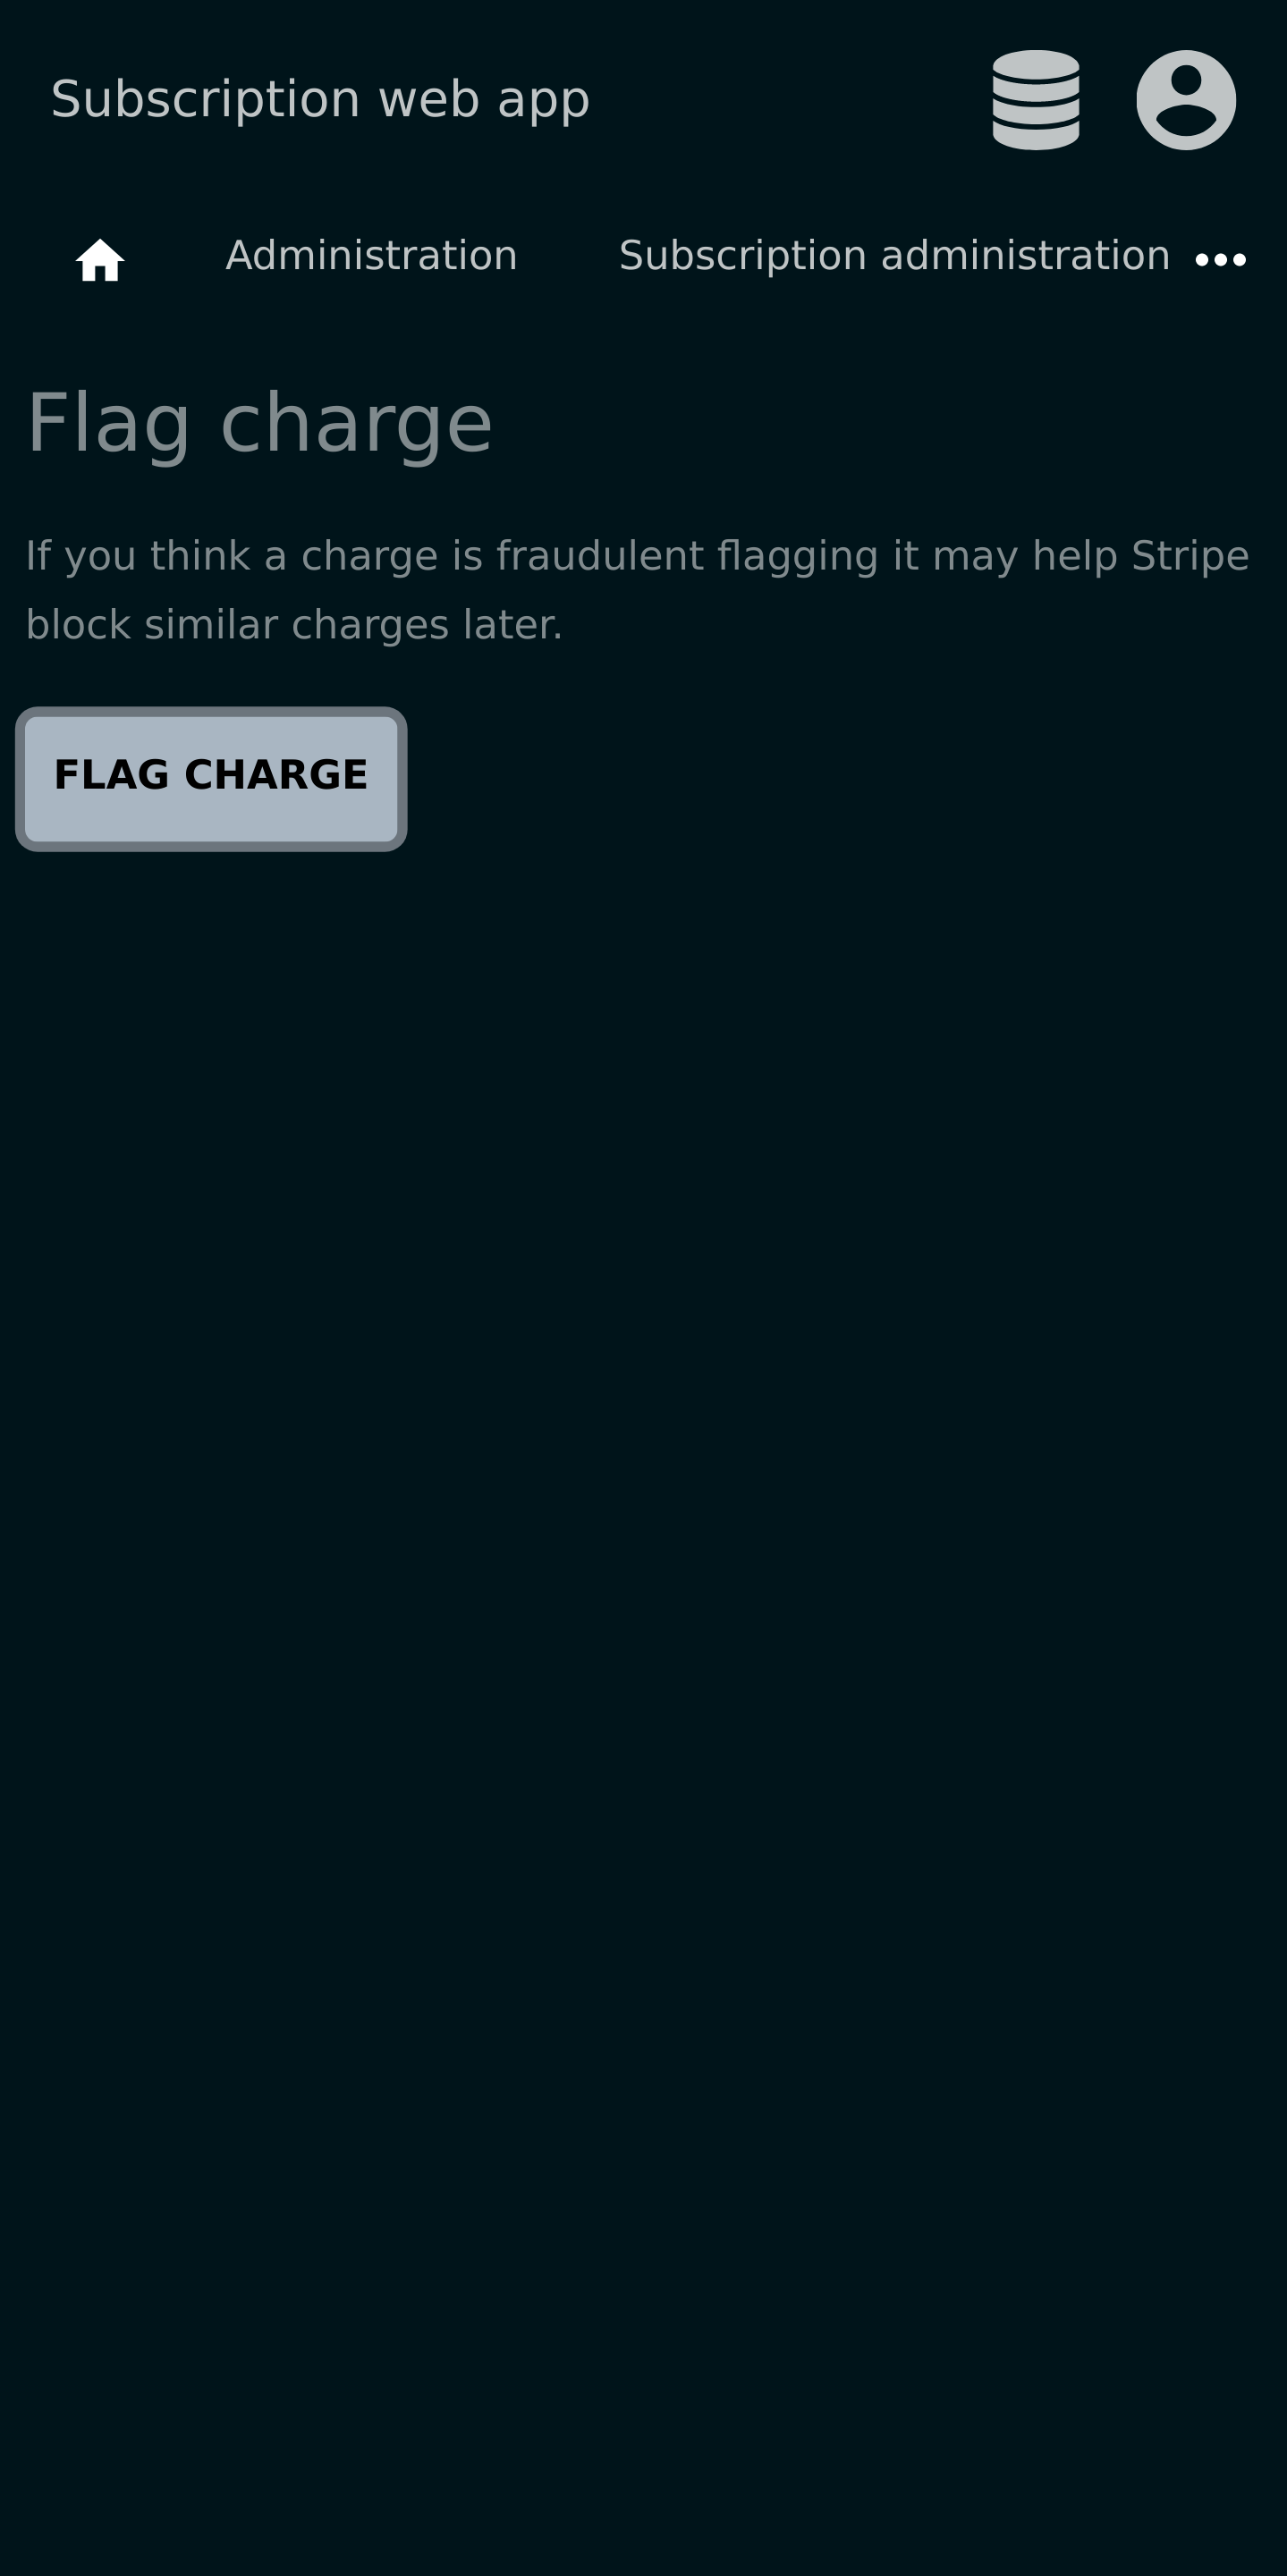 Subscription web app
Administration Subscription administration
Flag charge
If you think a charge is fraudulent flagging it may help Stripe
block similar charges later.
FLAG CHARGE